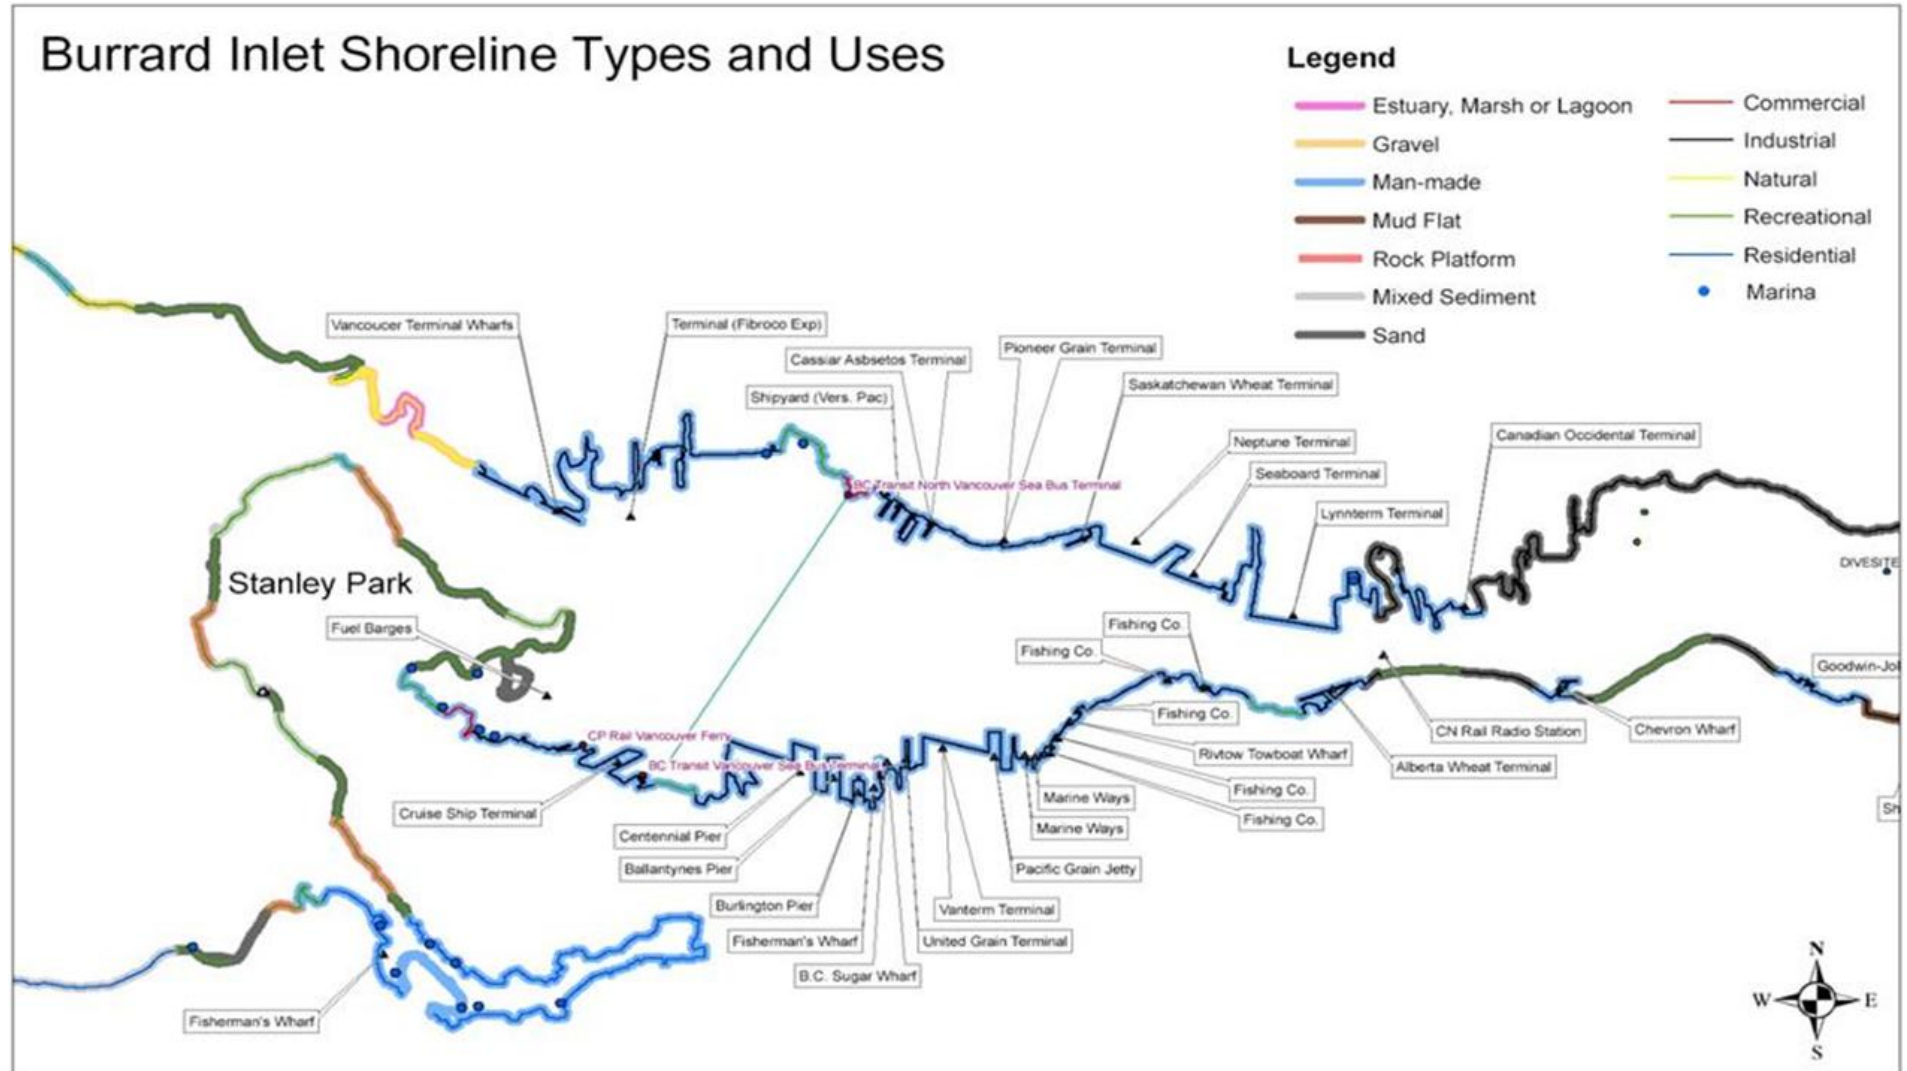 Burrard Inlet Shoreline Types and Uses
Legend
Estuary, Marsh or Lagoon
Gravel
Man-made
Mud Flat
Rock Platform
Mixed Sediment
Sand
Commercial
Industrial
Natural
Recreational
Residential
Marina
Vancoucer Terminal Wharfs
Terminal (Fibroco Exp)
Cassiar Asbsetos Terminal
Pioneer Grain Terminal
Shipyard (Vers. Pac)
Saskatchewan Wheat Terminal
Neptune Terminal
Canadian Occidental Terminal
Seaboard Terminal
BC Transit North Vancouver Sea Bus Terminal
Lynnterm Terminal
DIVESITE
Stanley Park
Fuel Barges
Fishing Co.
Fishing Co.
Goodwin-Jo
Fishing Co.
CP Rail Vancouver Ferry
CN Rail Radio Station
Chevron Wharf
Rivtow Towboat Wharf
BC Transit Vancouver Sea Bus Terminal
Alberta Wheat Terminal
Fishing Co.
Marine Ways
Cruise Ship Terminal
Sh
Fishing Co.
Marine Ways
Centennial Pier
Ballantynes Pier
Pacific Grain Jetty
Burlington Pier
Vanterm Terminal
Fisherman's Wharf
United Grain Terminal
B.C. Sugar Wharf
Fisherman's Wharf
N
W
E
S